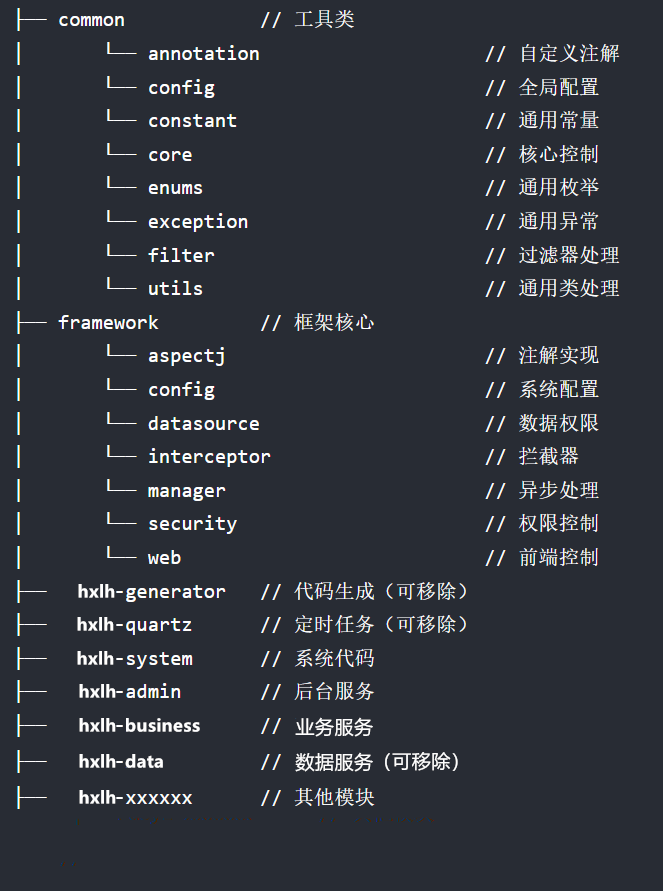 ├── common // 工具类
│ └── annotation // 自定义注解
│ └── config // 全局配置
│ └── constant // 通用常量
│ └── core // 核心控制
│ └── enums // 通用枚举
│ └── exception // 通用异常
│ └── filter // 过滤器处理
│ └── utils // 通用类处理
├── framework // 框架核心
│ └── aspectj // 注解实现
│ └── config // 系统配置
│ └── datasource // 数据权限
│ └── interceptor // 拦截器
│ └── manager // 异步处理
│ └── security // 权限控制
│ └── web // 前端控制
├── hxlh-generator // 代码生成（可移除）
├── hxlh-quartz // 定时任务（可移除）
├── hxlh-system // 系统代码
├── hxlh-admin // 后台服务
├── hxlh-business // 业务服务
├── hxlh-data // 数据服务（可移除）
├── hxlh-xxxxxx // 其他模块